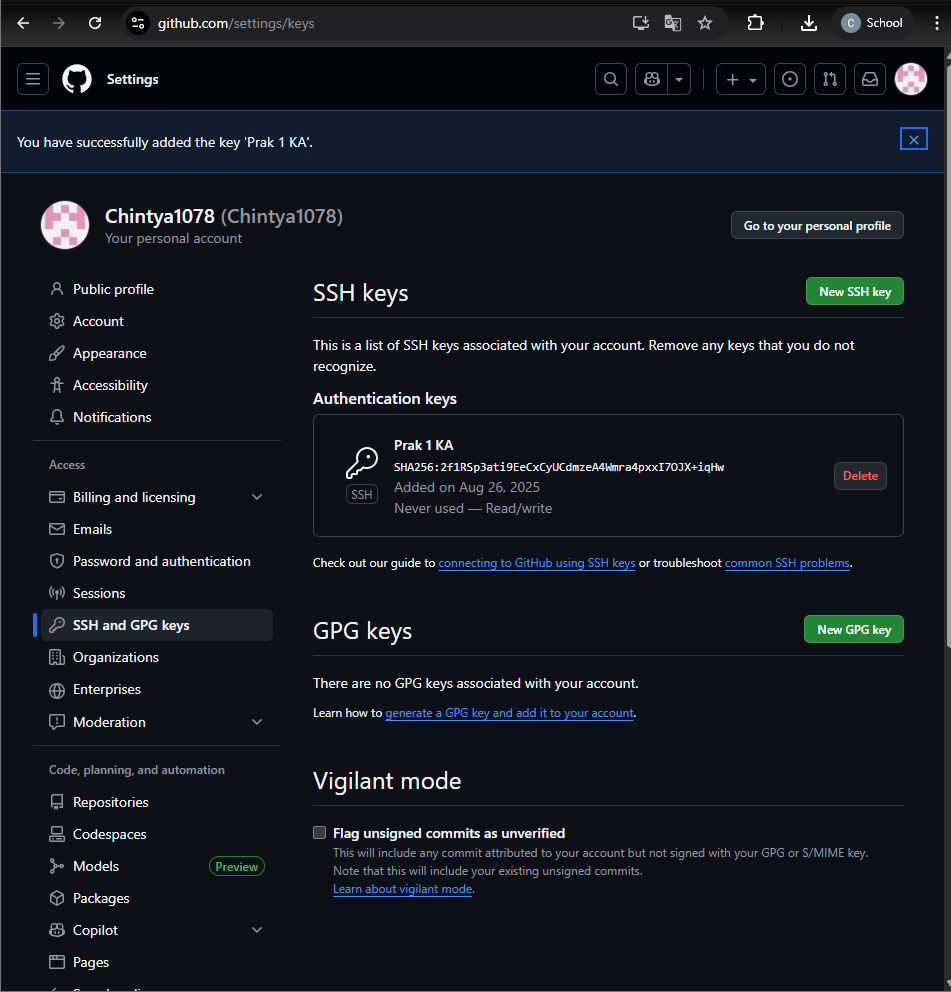 github.com/settings/keys
C School
Settings
You have successfully added the key 'Prak 1 KA'.
Chintya1078 (Chintya1078)
Your personal account
Go to your personal profile
Public profile
Account
Appearance
Accessibility
Notifications
Access
Billing and licensing
Emails
Password and authentication
Sessions
SSH and GPG keys
Organizations
Enterprises
Moderation
Code, planning, and automation
Repositories
Codespaces
Models Preview
Packages
Copilot
Pages
SSH keys
New SSH key
This is a list of SSH keys associated with your account. Remove any keys that you do not
recognize.
Authentication keys
SSH
Prak 1 KA
SHA256:2f1RSp3ati9EeCxCyUCdmzeA4Wmra4pxxI7OJX+iqHw
Added on Aug 26, 2025
Never used — Read/write
Delete
Check out our guide to connecting to GitHub using SSH keys or troubleshoot common SSH problems.
GPG keys
New GPG key
There are no GPG keys associated with your account.
Learn how to generate a GPG key and add it to your account.
Vigilant mode
Flag unsigned commits as unverified
This will include any commit attributed to your account but not signed with your GPG or S/MIME key.
Note that this will include your existing unsigned commits.
Learn about vigilant mode.